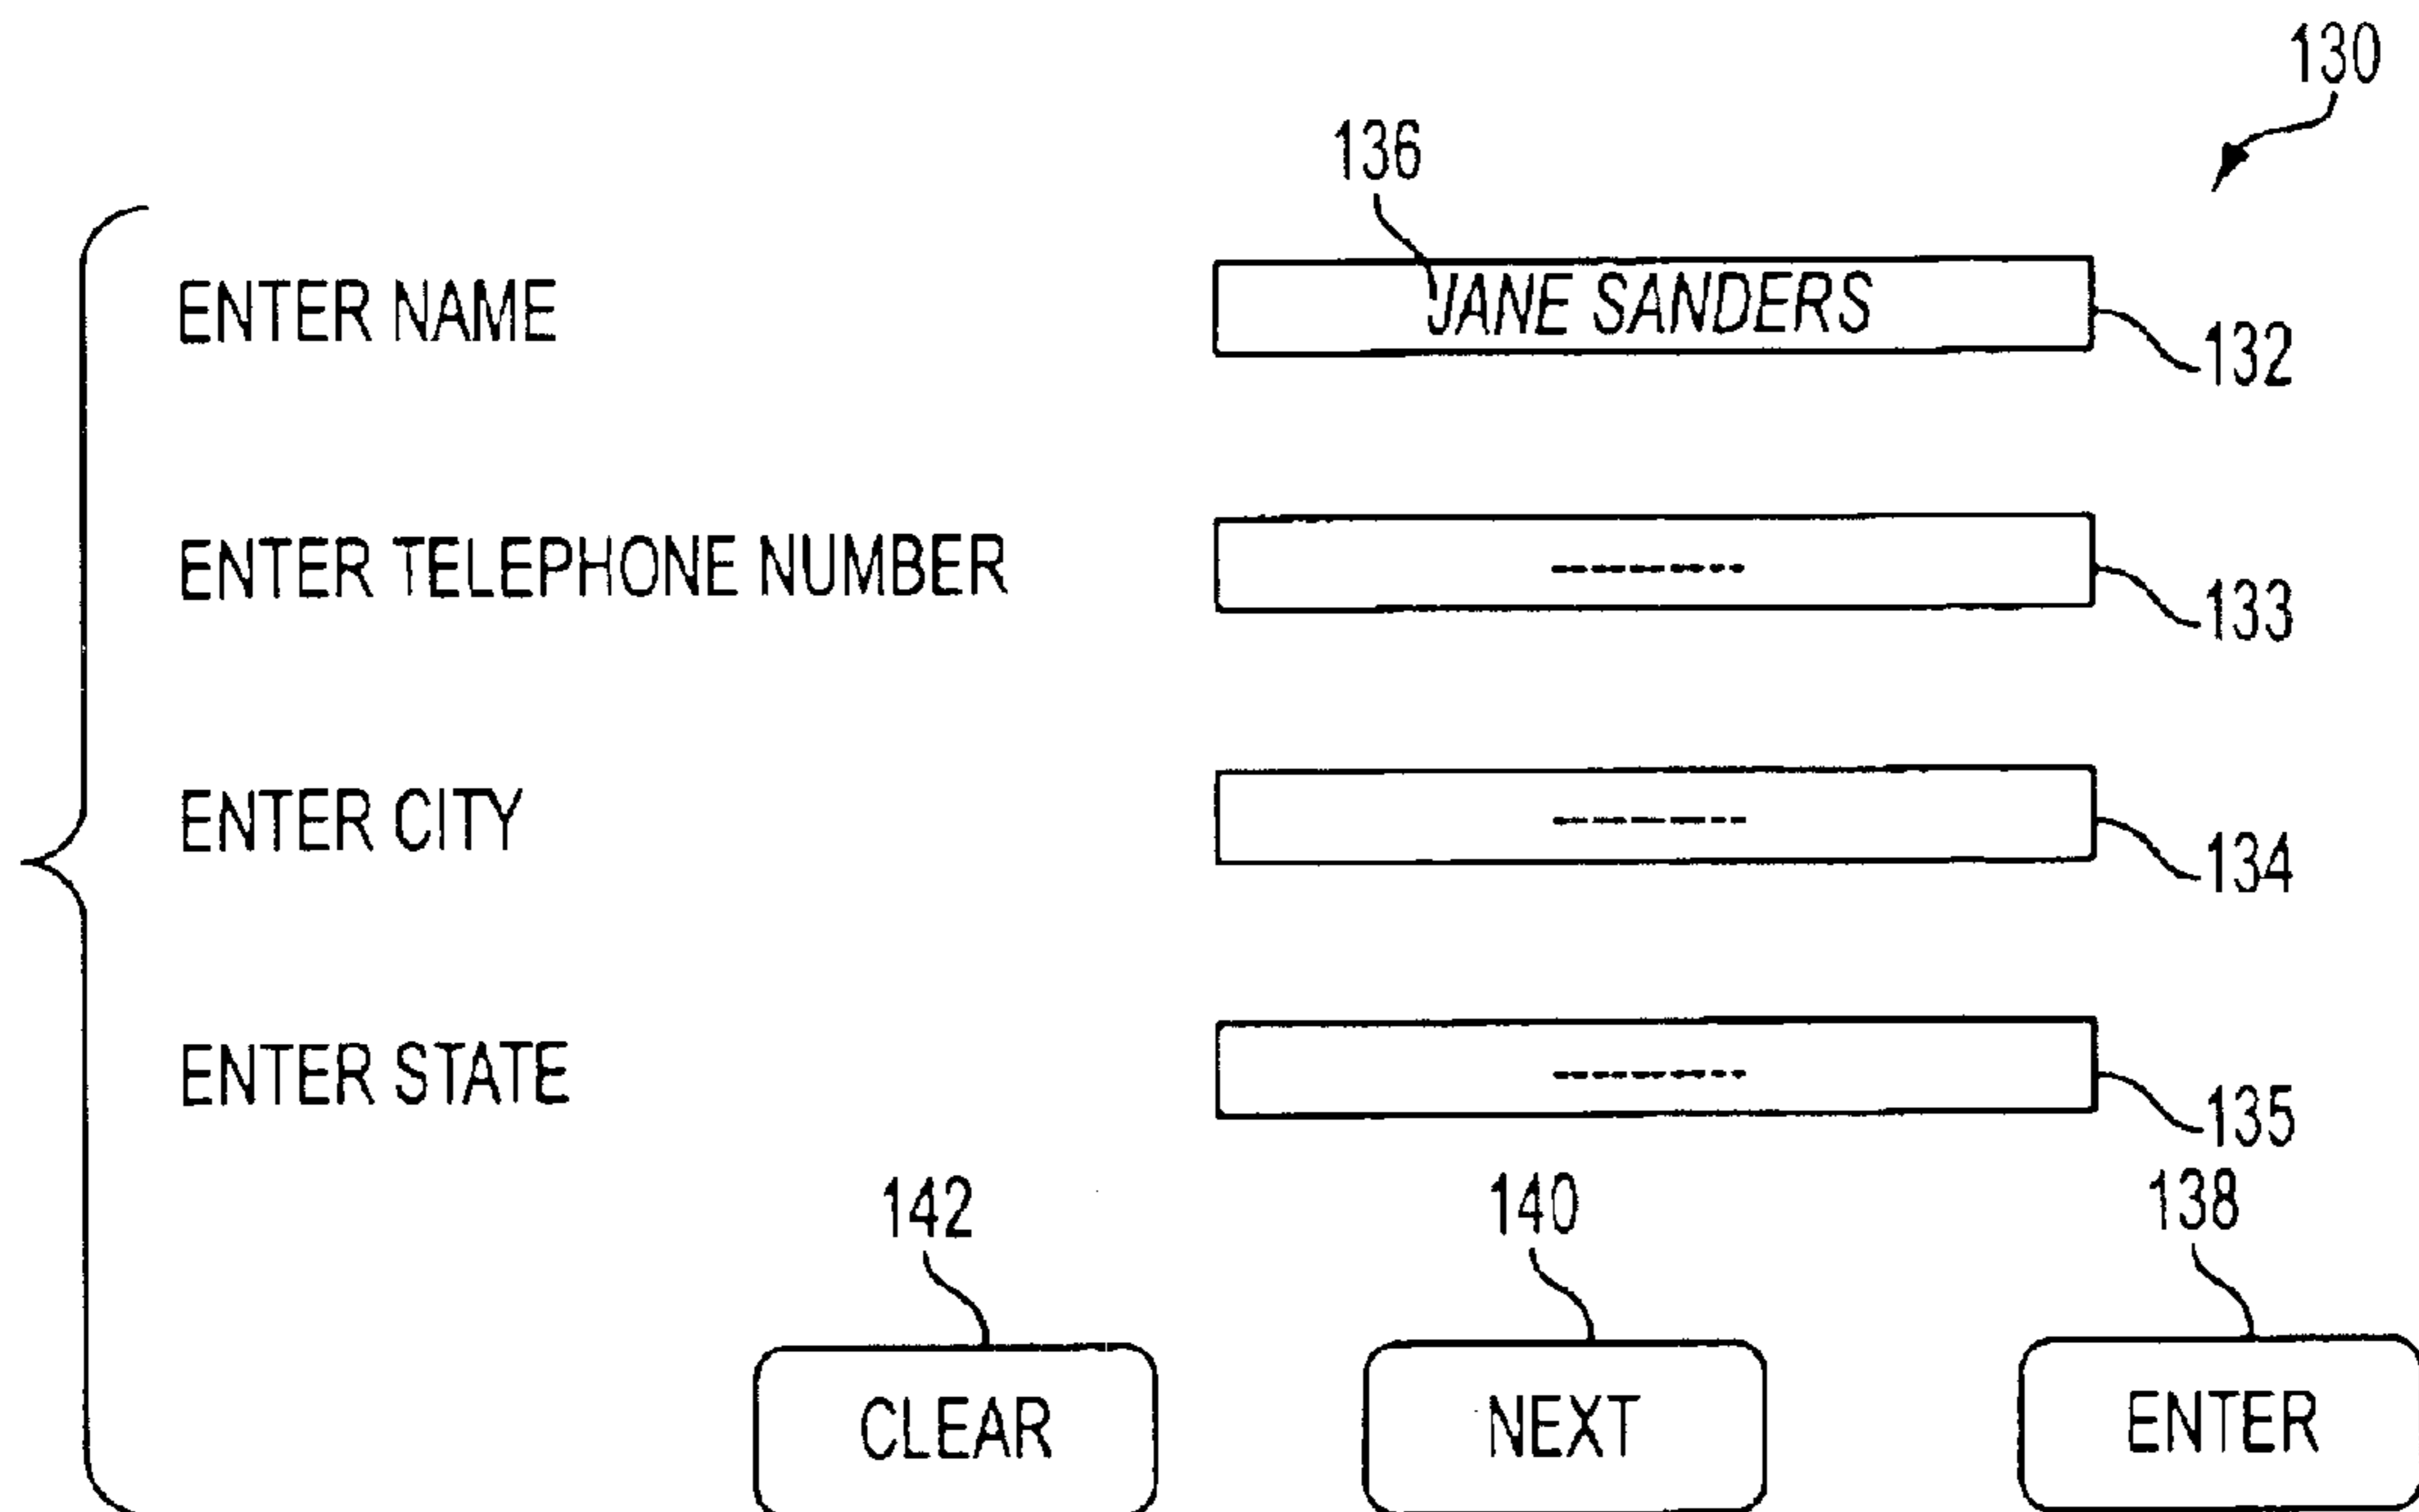 130
136
ENTER NAME JANE SANDERS
132
ENTER TELEPHONE NUMBER ---------
133
ENTER CITY ---------
134
ENTER STATE ---------
135
142 140 138
CLEAR NEXT ENTER